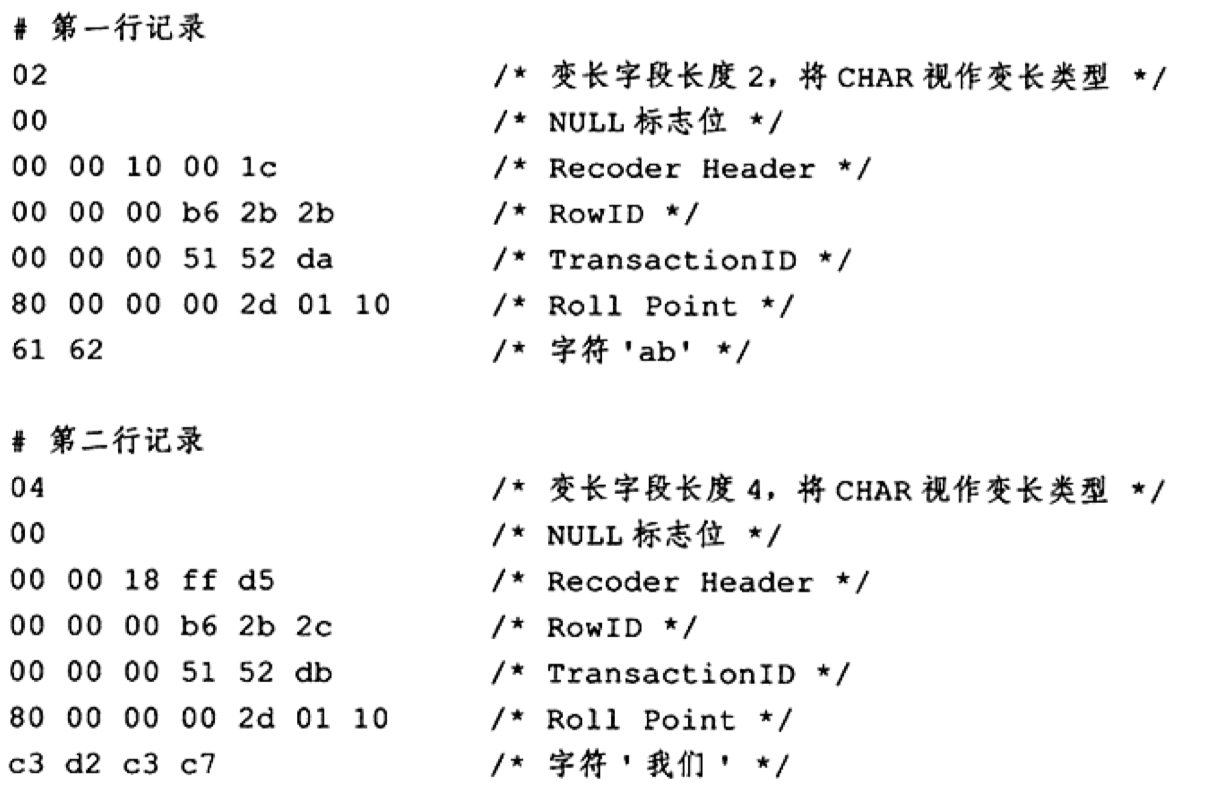 # 第一行记录
02 /* 变长字段长度 2，将 CHAR 视作变长类型 */
00 /* NULL 标志位 */
00 00 10 00 1c /* Recoder Header */
00 00 00 b6 2b 2b /* RowID */
00 00 00 51 52 da /* TransactionID */
80 00 00 00 2d 01 10 /* Roll Point */
61 62 /* 字符 'ab' */
# 第二行记录
04 /* 变长字段长度 4，将 CHAR 视作变长类型 */
00 /* NULL 标志位 */
00 00 18 ff d5 /* Recoder Header */
00 00 00 b6 2b 2c /* RowID */
00 00 00 51 52 db /* TransactionID */
80 00 00 00 2d 01 10 /* Roll Point */
c3 d2 c3 c7 /* 字符 '我们' */